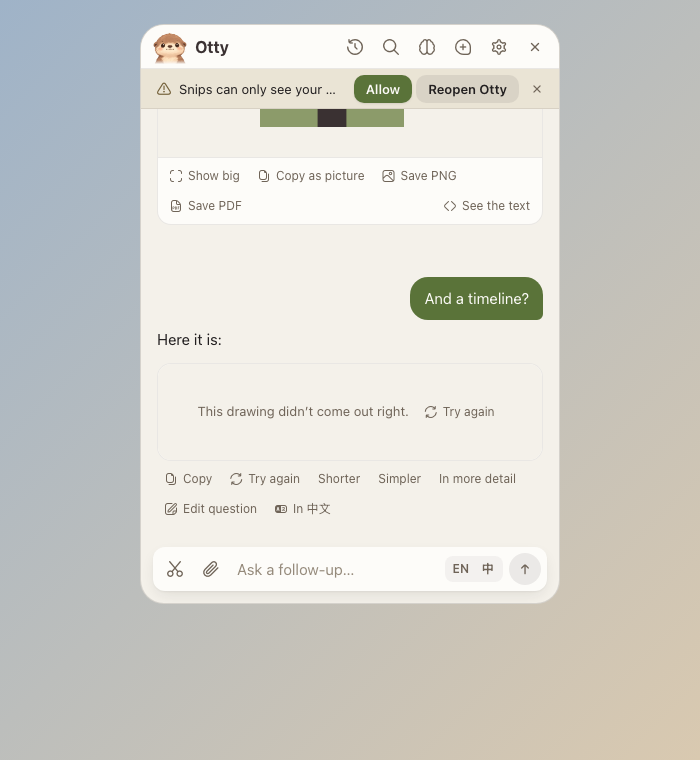 Otty
Snips can only see your ...
Allow
Reopen Otty
Show big
Copy as picture
Save PNG
Save PDF
See the text
And a timeline?
Here it is:
This drawing didn’t come out right.
Try again
Copy
Try again
Shorter
Simpler
In more detail
Edit question
In 中文
Ask a follow-up...
EN
中